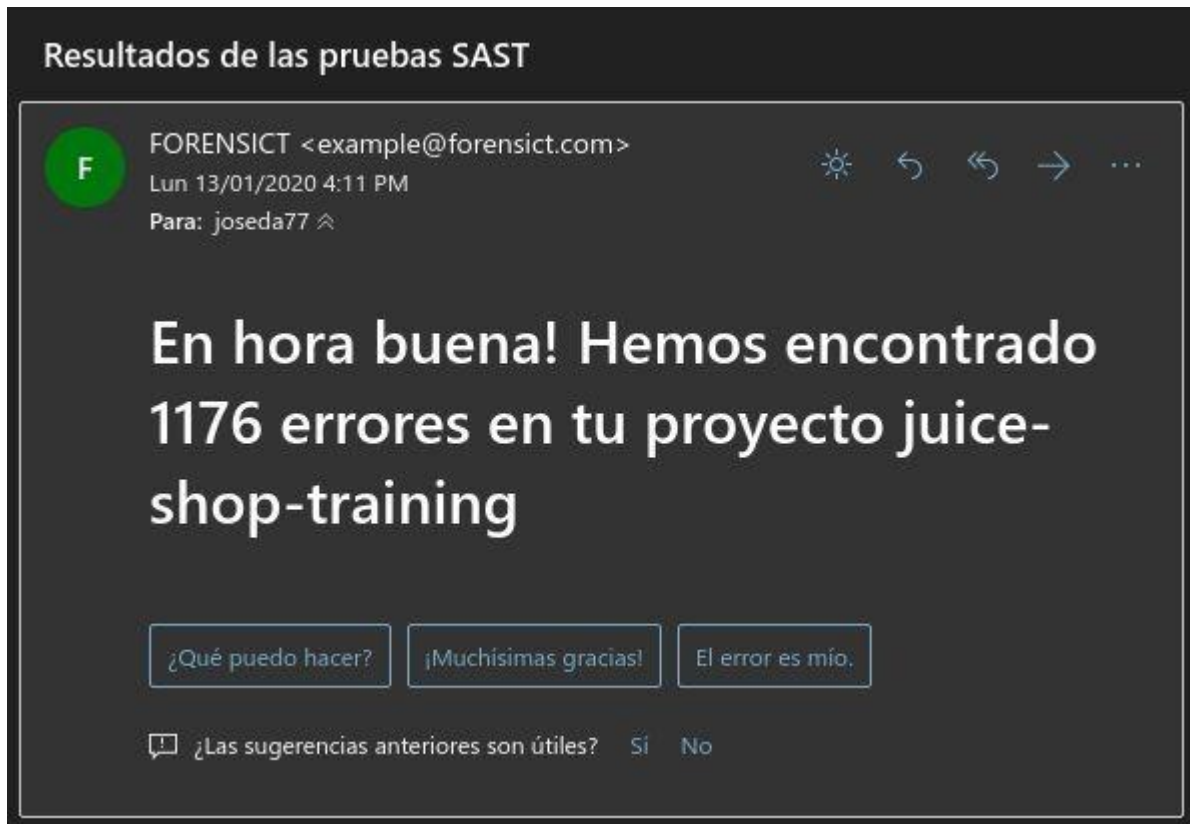 Resultados de las pruebas SAST
F
FORENSICT <example@forensict.com>
Lun 13/01/2020 4:11 PM
Para: joseda77
En hora buena! Hemos encontrado
1176 errores en tu proyecto juice-
shop-training
¿Qué puedo hacer? ¡Muchísimas gracias! El error es mío.
¿Las sugerencias anteriores son útiles? Sí No